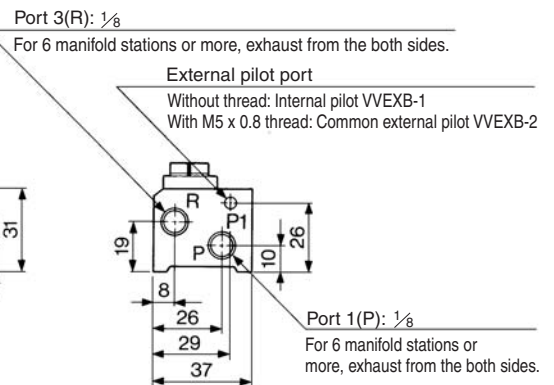 Port 3(R): 1⁄8
For 6 manifold stations or more, exhaust from the both sides.
External pilot port
Without thread: Internal pilot VVEXB-1
With M5 x 0.8 thread: Common external pilot VVEXB-2
31
19
R
P1
P
10
26
8
26
29
37
Port 1(P): 1⁄8
For 6 manifold stations or
more, exhaust from the both sides.